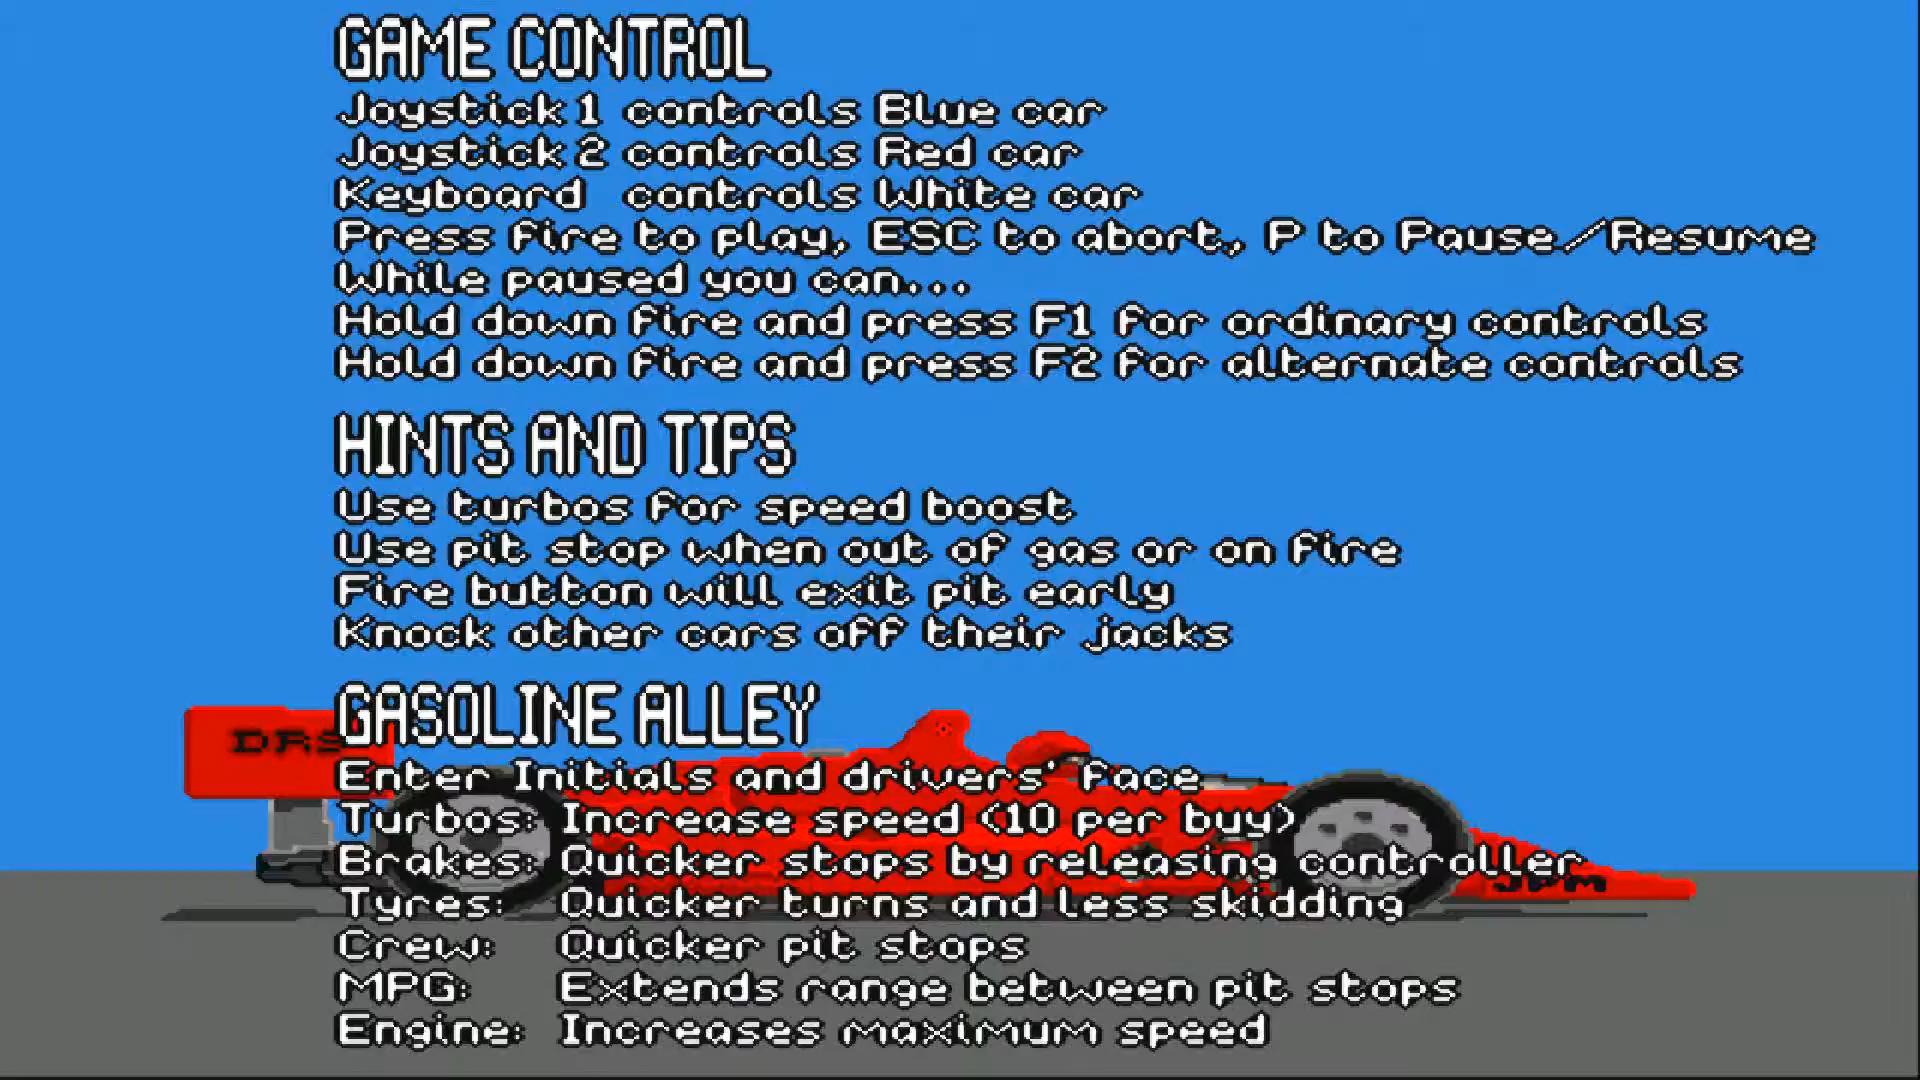 GAME CONTROL
Joystick 1 controls Blue car
Joystick 2 controls Red car
Keyboard controls White car
Press fire to play, ESC to abort, P to Pause/Resume
While paused you can...
Hold down fire and press F1 for ordinary controls
Hold down fire and press F2 for alternate controls
HINTS AND TIPS
Use turbos for speed boost
Use pit stop when out of gas or on fire
Fire button will exit pit early
Knock other cars off their jacks
GASOLINE ALLEY
DRS
Enter Initials and drivers' face
Turbos: Increase speed (10 per buy)
Brakes: Quicker stops by releasing controller
JPM
Tyres: Quicker turns and less skidding
Crew: Quicker pit stops
MPG: Extends range between pit stops
Engine: Increases maximum speed